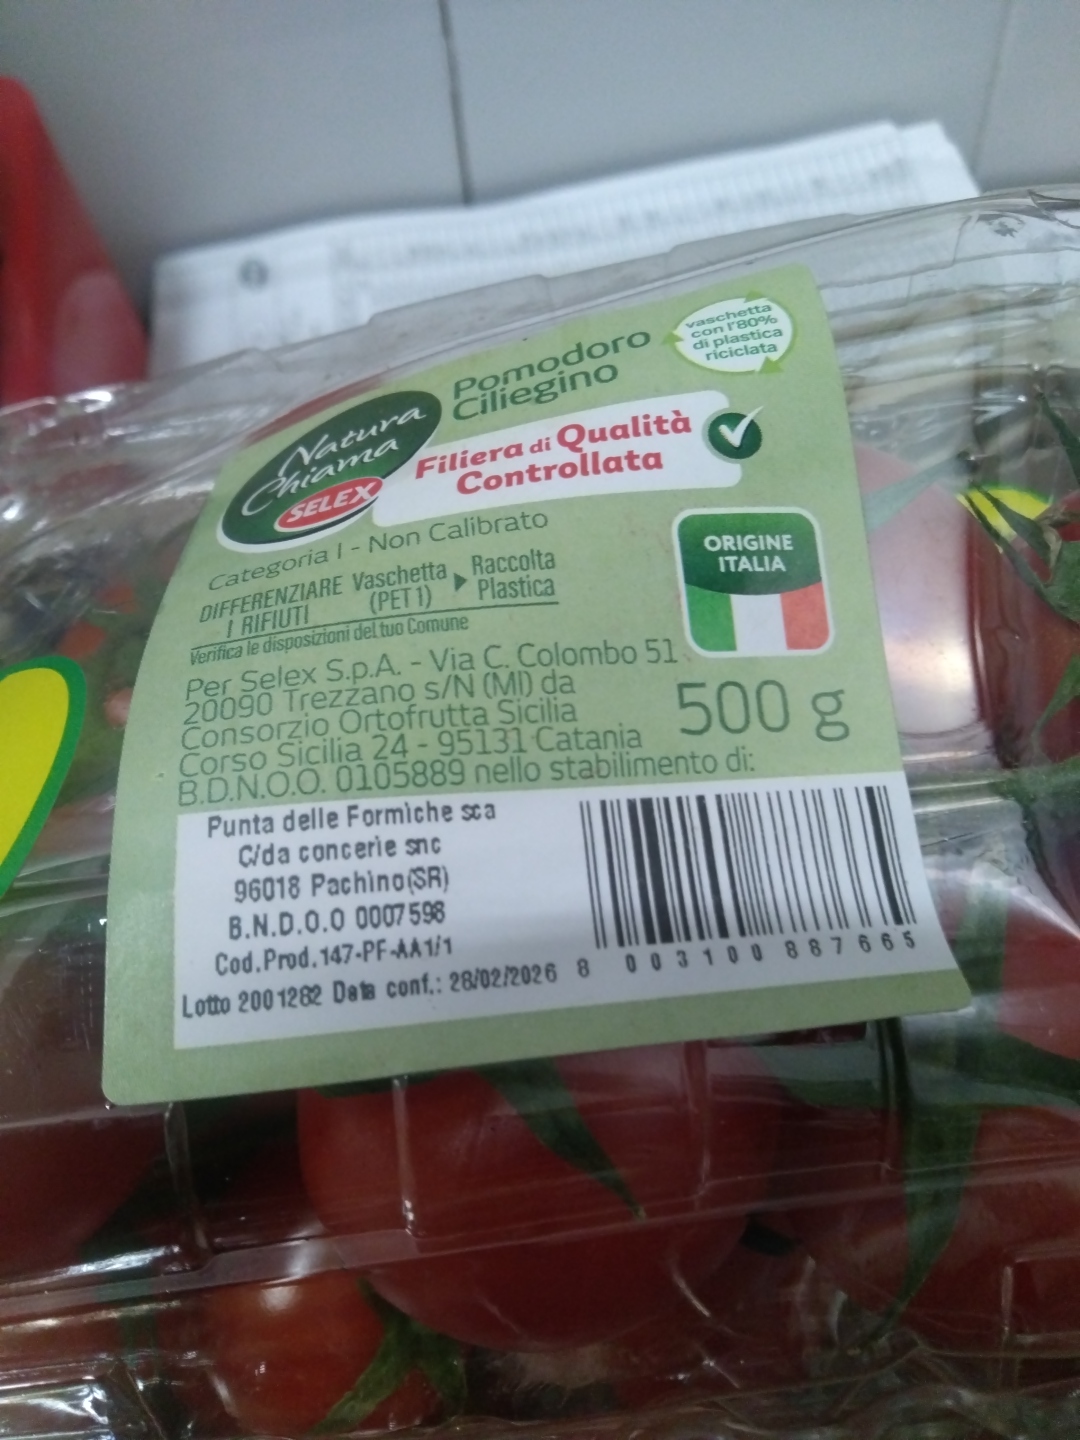 vaschetta
con l'80%
di plastica
riciclata
Pomodoro
Ciliegino
Natura
Chiama
SELEX
Filiera di Qualità
Controllata
Categoria I - Non Calibrato
DIFFERENZIARE
I RIFIUTI
Vaschetta
(PET 1)
Raccolta
Plastica
Verifica le disposizioni del tuo Comune
ORIGINE
ITALIA
Per Selex S.p.A. - Via C. Colombo 51
20090 Trezzano s/N (MI) da
Consorzio Ortofrutta Sicilia
Corso Sicilia 24 - 95131 Catania
B.D.N.O.O. 0105889 nello stabilimento di:
500 g
Punta delle Formiche sca
C/da concerie snc
96018 Pachino(SR)
B.N.D.O.O 0007598
Cod.Prod.147-PF-AA1/1
Lotto 2001282 Data conf.: 28/02/2026
8 003100 887665